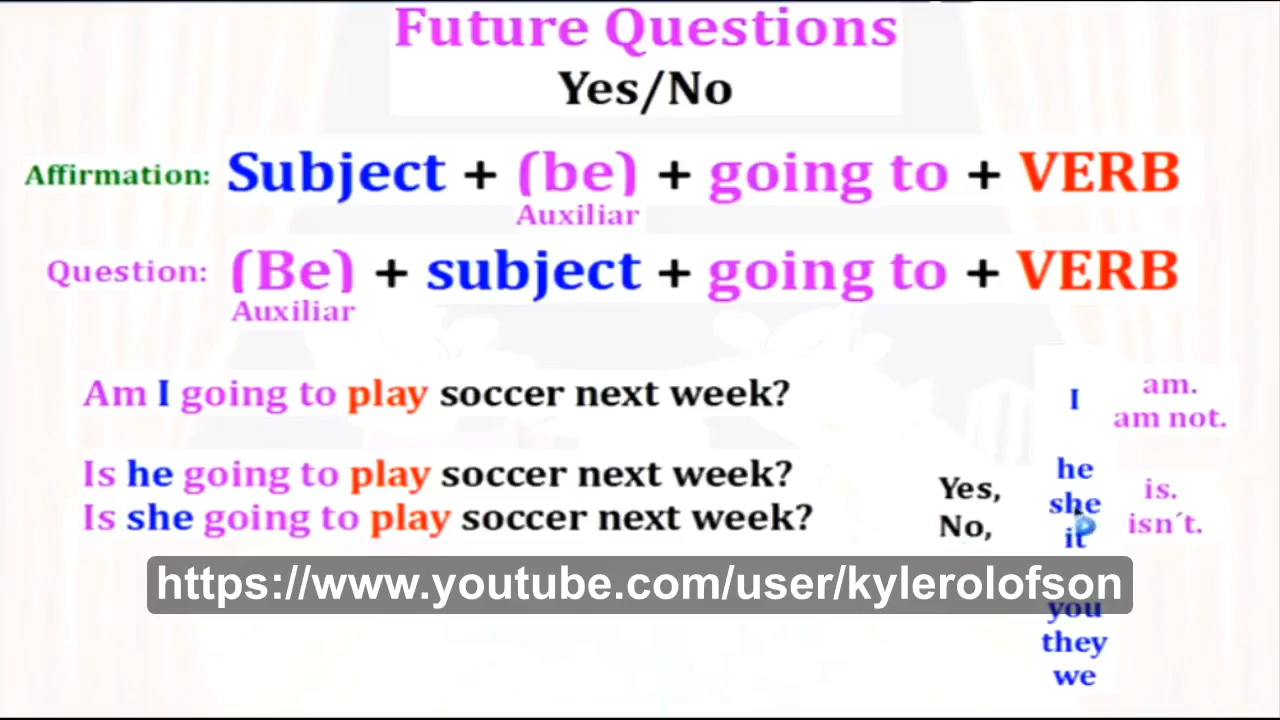 Future Questions
Yes/No
Affirmation: Subject + (be) + going to + VERB
Auxiliar
Question: (Be) + subject + going to + VERB
Auxiliar
Am I going to play soccer next week?
Is he going to play soccer next week?
Is she going to play soccer next week?
Yes,
No,
I
he
she
it
you
they
we
am.
am not.
is.
isn´t.
https://www.youtube.com/user/kylerolofson